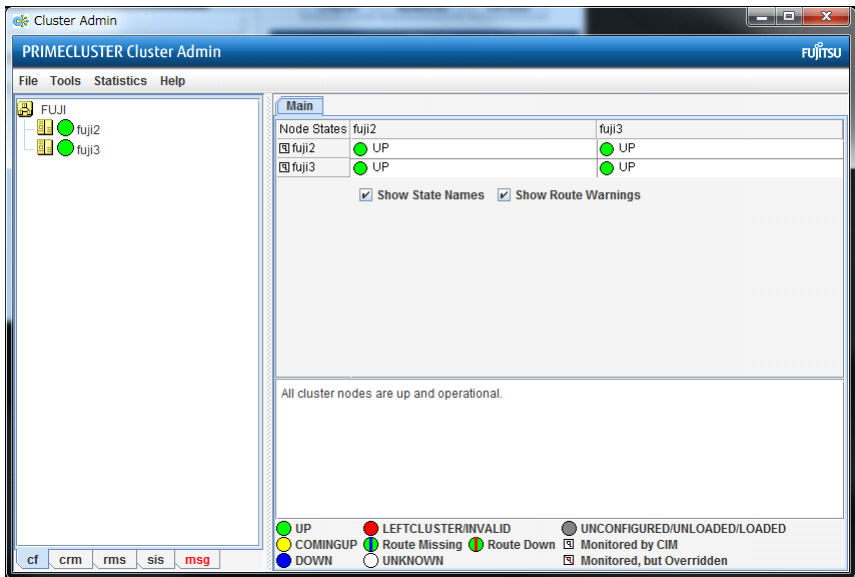 Cluster Admin
PRIMECLUSTER Cluster Admin
FUJITSU
File Tools Statistics Help
FUJI
fuji2
fuji3
Main
Node States fuji2 fuji3
fuji2 UP UP
fuji3 UP UP
Show State Names Show Route Warnings
All cluster nodes are up and operational.
UP LEFTCLUSTER/INVALID UNCONFIGURED/UNLOADED/LOADED
COMINGUP Route Missing Route Down Monitored by CIM
DOWN UNKNOWN Monitored, but Overridden
cf crm rms sis msg